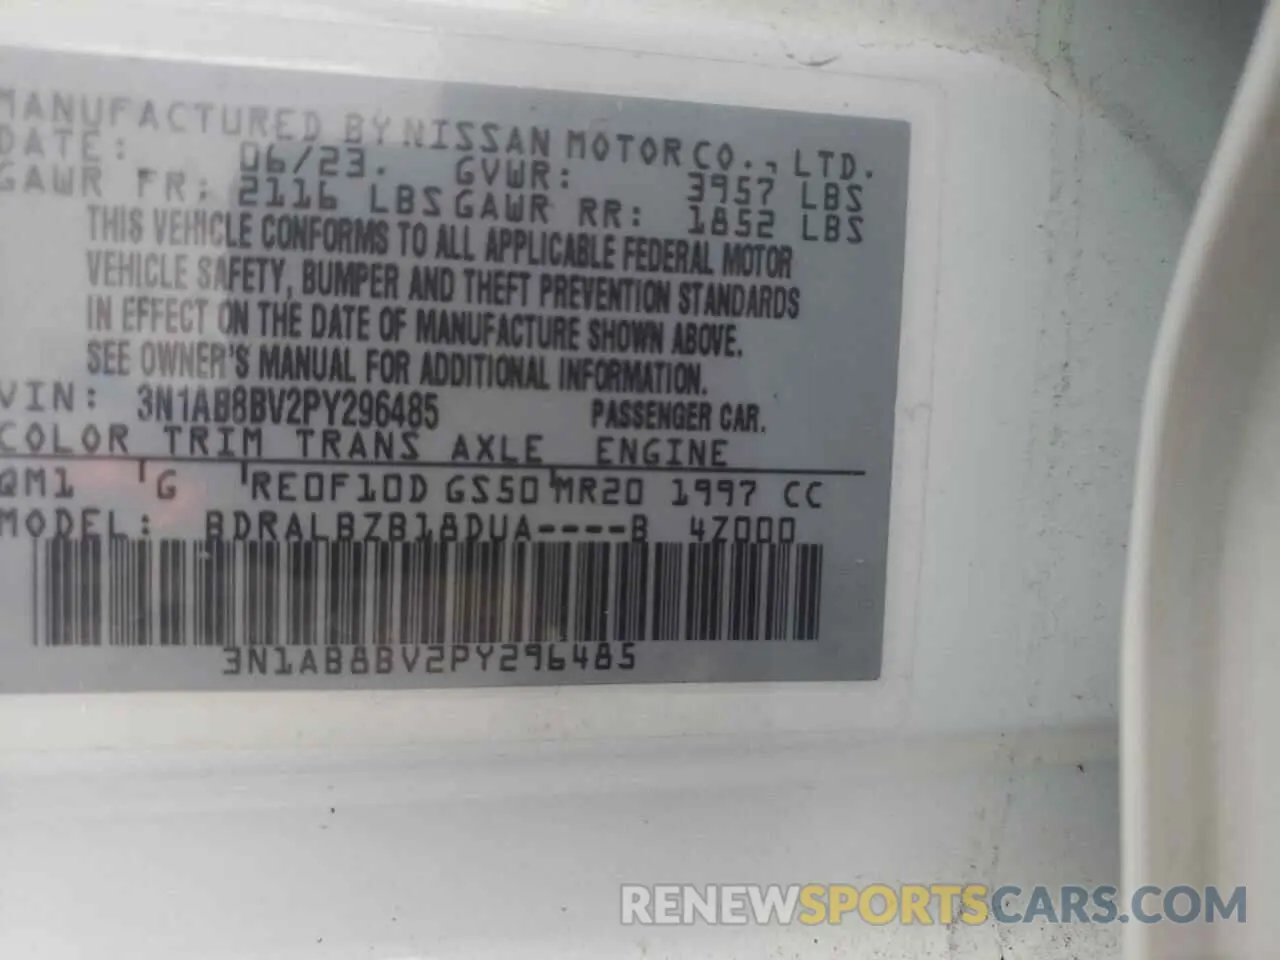 MANUFACTURED BY NISSAN MOTOR CO., LTD.
DATE: 06/23. GVWR: 3957 LBS
GAWR FR: 2116 LBS GAWR RR: 1852 LBS
THIS VEHICLE CONFORMS TO ALL APPLICABLE FEDERAL MOTOR
VEHICLE SAFETY, BUMPER AND THEFT PREVENTION STANDARDS
IN EFFECT ON THE DATE OF MANUFACTURE SHOWN ABOVE.
SEE OWNER'S MANUAL FOR ADDITIONAL INFORMATION.
VIN: 3N1AB8BV2PY296485 PASSENGER CAR.
COLOR TRIM TRANS AXLE ENGINE
QM1 G RE0F10D GS50 MR20 1997 CC
MODEL: BDRALBZB18DUA----B 4Z000
3N1AB8BV2PY296485
RENEWSPORTSCARS.COM